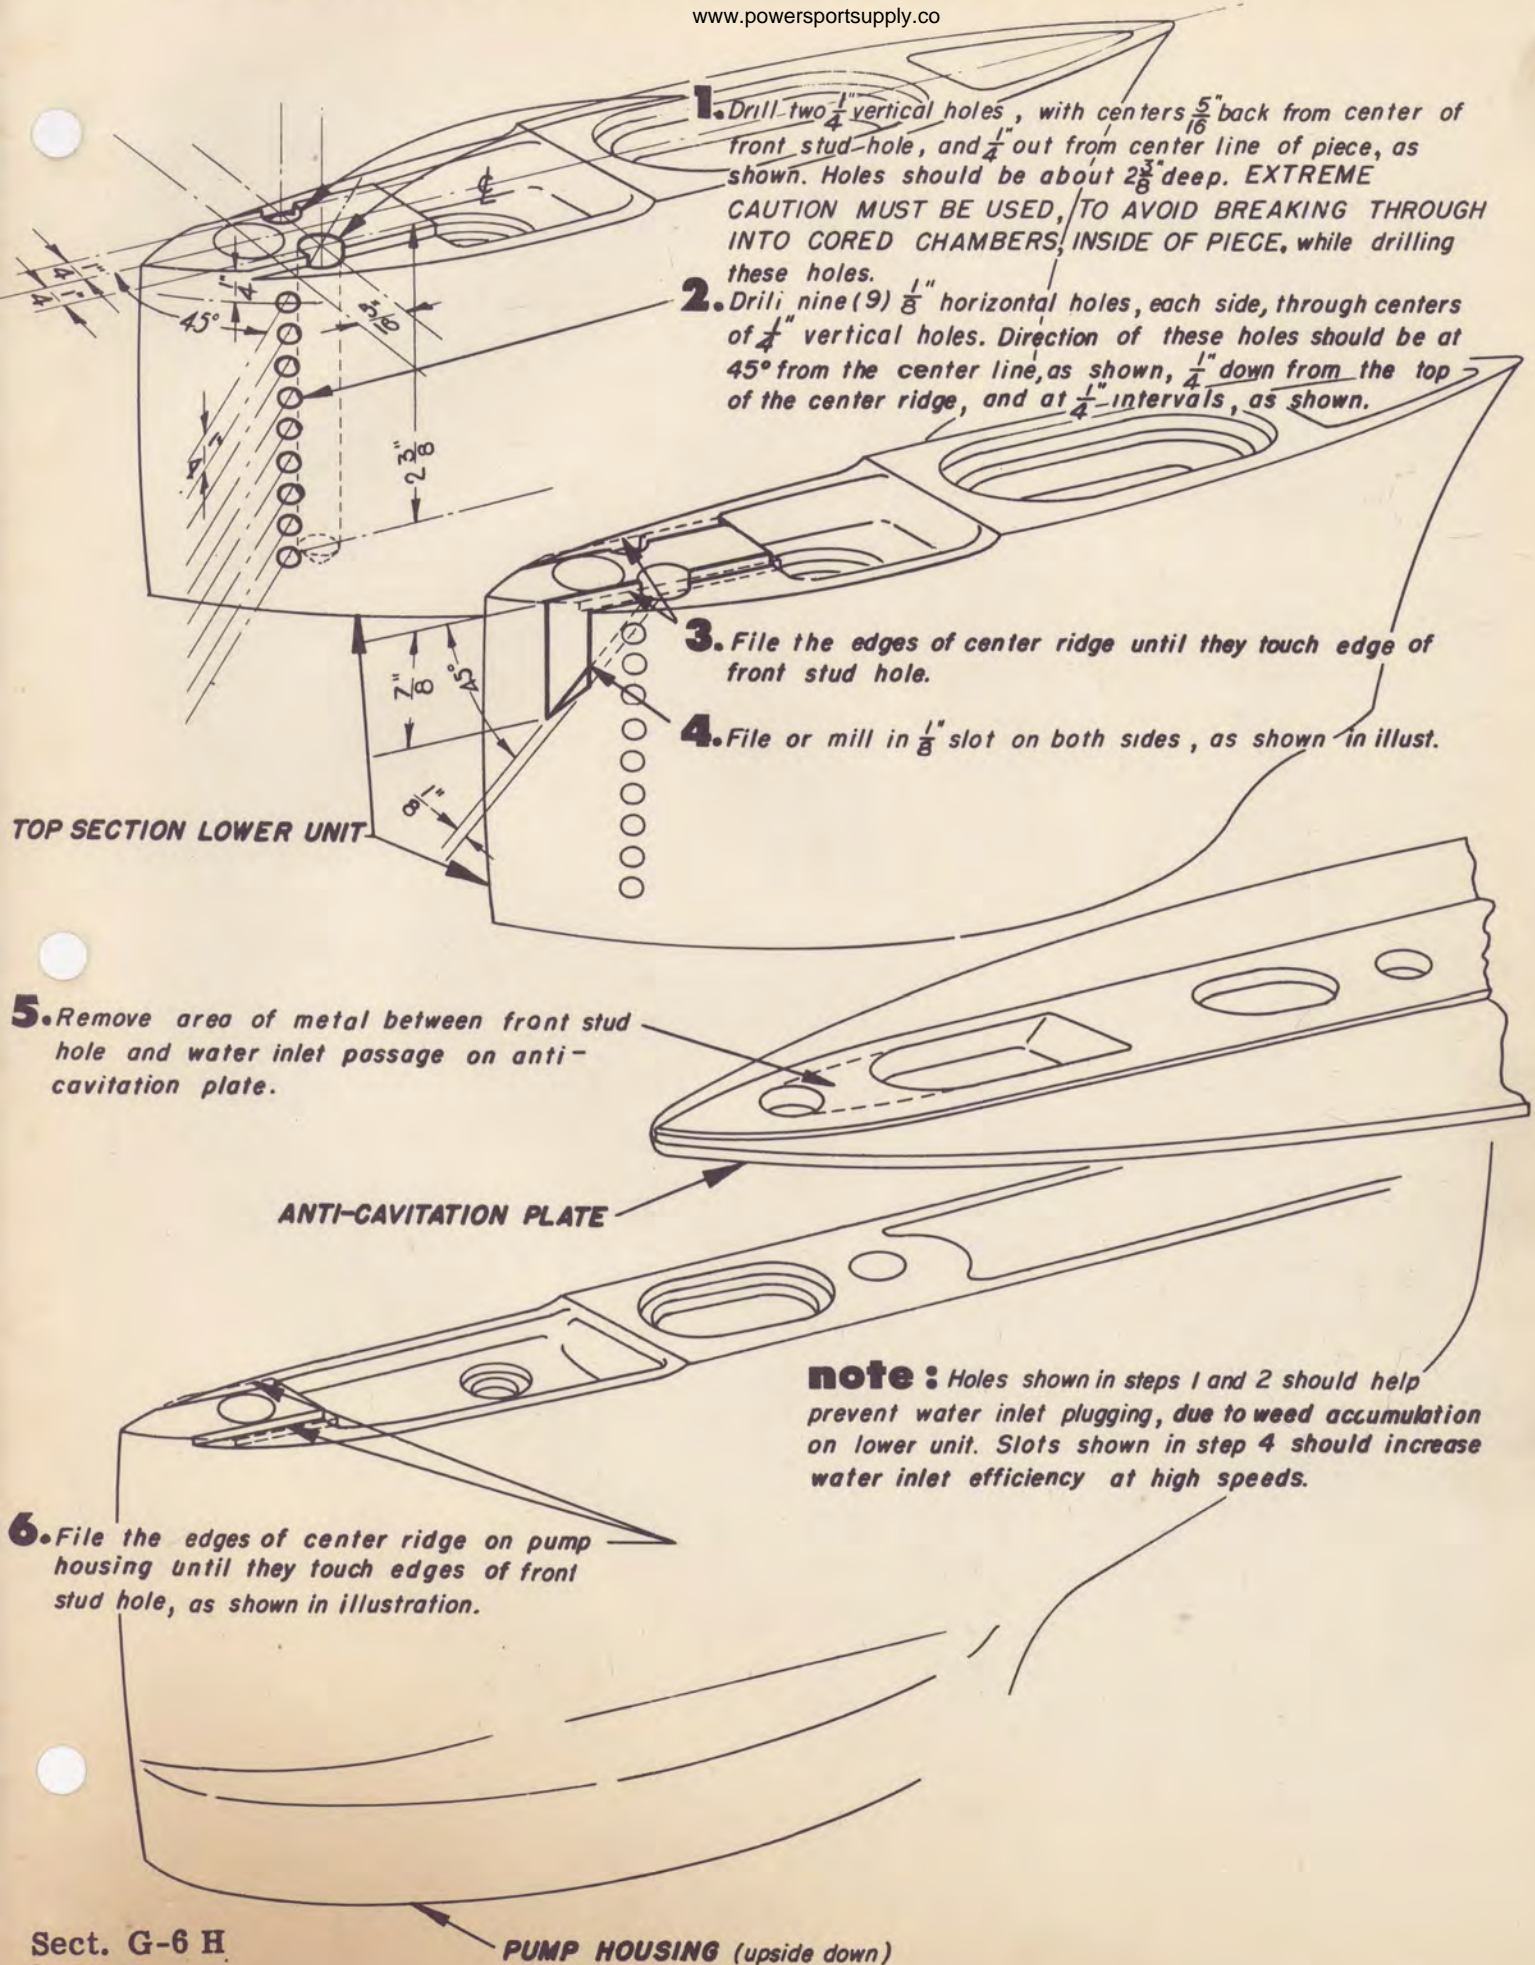 www.powersportsupply.co
1. Drill two 1/4" vertical holes, with centers 5/16" back from center of
front stud hole, and 1/4" out from center line of piece, as
shown. Holes should be about 2 3/8" deep. EXTREME
CAUTION MUST BE USED, TO AVOID BREAKING THROUGH
INTO CORED CHAMBERS, INSIDE OF PIECE, while drilling
these holes.
2. Drill nine (9) 1/8" horizontal holes, each side, through centers
of 1/4" vertical holes. Direction of these holes should be at
45° from the center line, as shown, 1/4" down from the top
of the center ridge, and at 1/4" intervals, as shown.
℄
1/4"
1/4"
1/4"
45°
5/16"
1/4"
2 3/8"
3. File the edges of center ridge until they touch edge of
front stud hole.
4. File or mill in 1/8" slot on both sides, as shown in illust.
7/8"
45°
1/8"
TOP SECTION LOWER UNIT
5. Remove area of metal between front stud
hole and water inlet passage on anti-
cavitation plate.
ANTI-CAVITATION PLATE
note: Holes shown in steps 1 and 2 should help
prevent water inlet plugging, due to weed accumulation
on lower unit. Slots shown in step 4 should increase
water inlet efficiency at high speeds.
6. File the edges of center ridge on pump
housing until they touch edges of front
stud hole, as shown in illustration.
Sect. G-6 H
PUMP HOUSING (upside down)